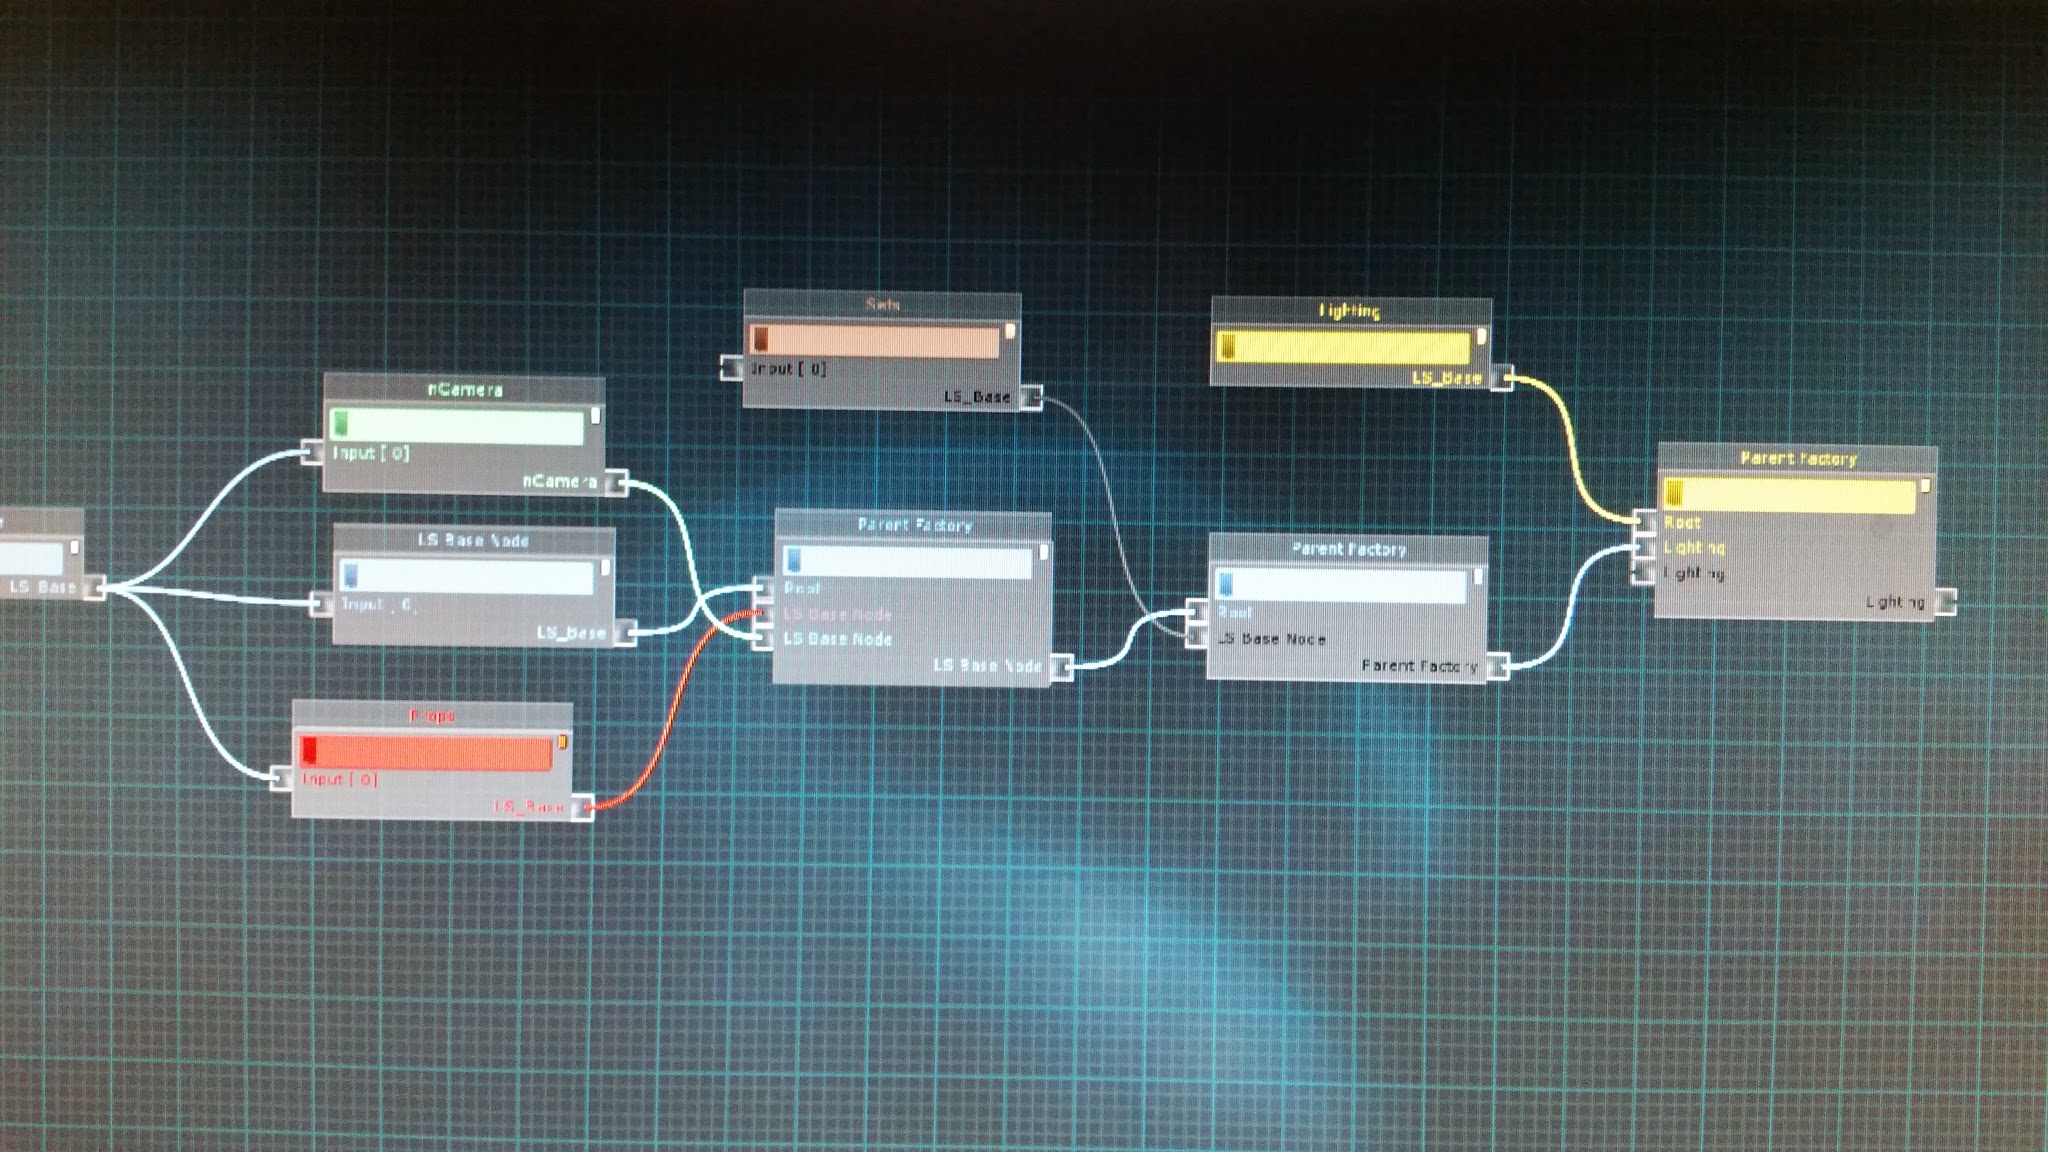 LS Base
nCamera
Input [ 0]
nCamera
LS Base Node
Input [ 0]
LS_Base
Props
Input [ 0]
LS_Base
Sets
Input [ 0]
LS_Base
Parent Factory
Root
LS Base Node
LS Base Node
LS Base Node
Lighting
LS_Base
Parent Factory
Root
LS Base Node
Parent Factory
Parent Factory
Root
Lighting
Lighting
Lighting